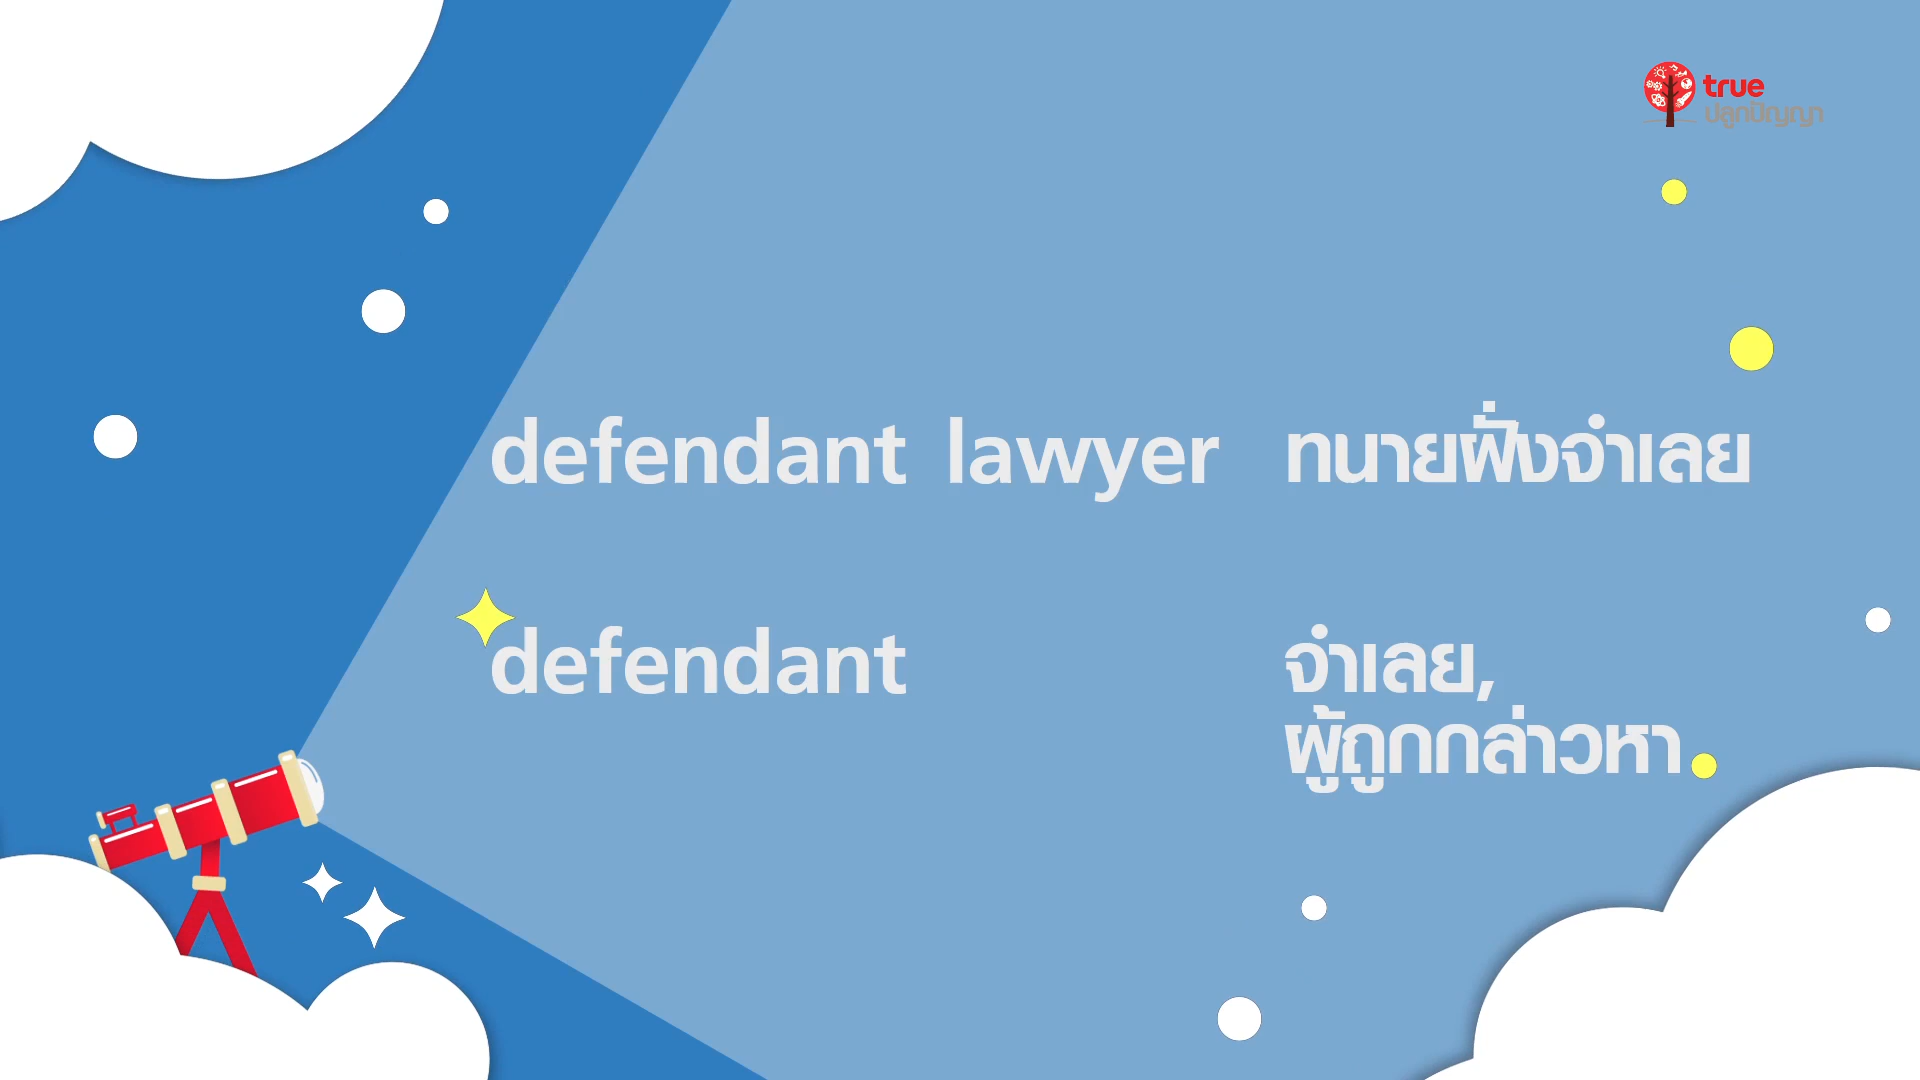 true
ปลูกปัญญา
defendant lawyer ทนายฝั่งจำเลย
defendant จำเลย,
ผู้ถูกกล่าวหา